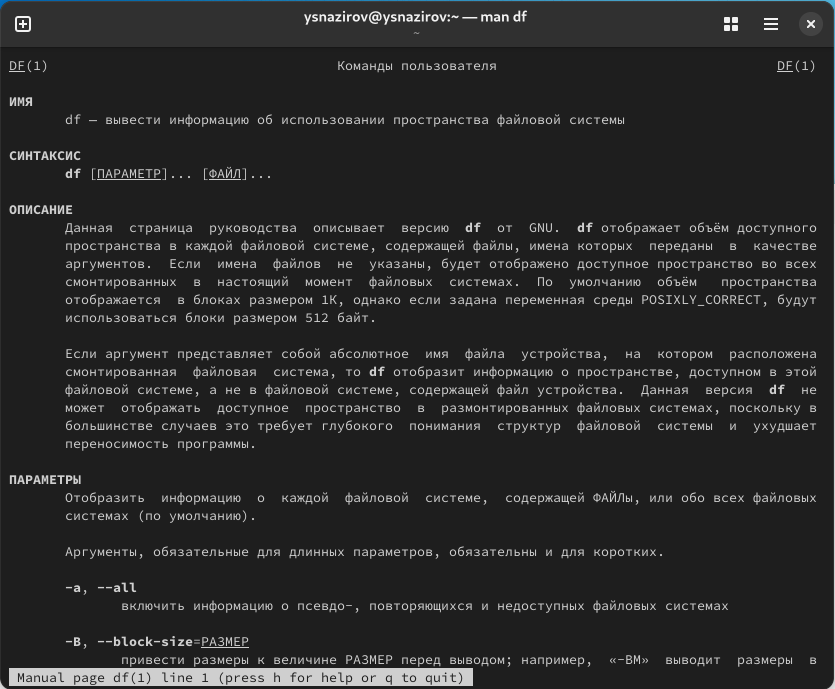 ysnazirov@ysnazirov:~ — man df
~
DF(1) Команды пользователя DF(1)
ИМЯ
df — вывести информацию об использовании пространства файловой системы
СИНТАКСИС
df [ПАРАМЕТР]... [ФАЙЛ]...
ОПИСАНИЕ
Данная страница руководства описывает версию df от GNU. df отображает объём доступного
пространства в каждой файловой системе, содержащей файлы, имена которых переданы в качестве
аргументов. Если имена файлов не указаны, будет отображено доступное пространство во всех
смонтированных в настоящий момент файловых системах. По умолчанию объём пространства
отображается в блоках размером 1K, однако если задана переменная среды POSIXLY_CORRECT, будут
использоваться блоки размером 512 байт.
Если аргумент представляет собой абсолютное имя файла устройства, на котором расположена
смонтированная файловая система, то df отобразит информацию о пространстве, доступном в этой
файловой системе, а не в файловой системе, содержащей файл устройства. Данная версия df не
может отображать доступное пространство в размонтированных файловых системах, поскольку в
большинстве случаев это требует глубокого понимания структур файловой системы и ухудшает
переносимость программы.
ПАРАМЕТРЫ
Отобразить информацию о каждой файловой системе, содержащей ФАЙЛы, или обо всех файловых
системах (по умолчанию).
Аргументы, обязательные для длинных параметров, обязательны и для коротких.
-a, --all
включить информацию о псевдо-, повторяющихся и недоступных файловых системах
-B, --block-size=РАЗМЕР
привести размеры к величине РАЗМЕР перед выводом; например, «-BM» выводит размеры в
Manual page df(1) line 1 (press h for help or q to quit)